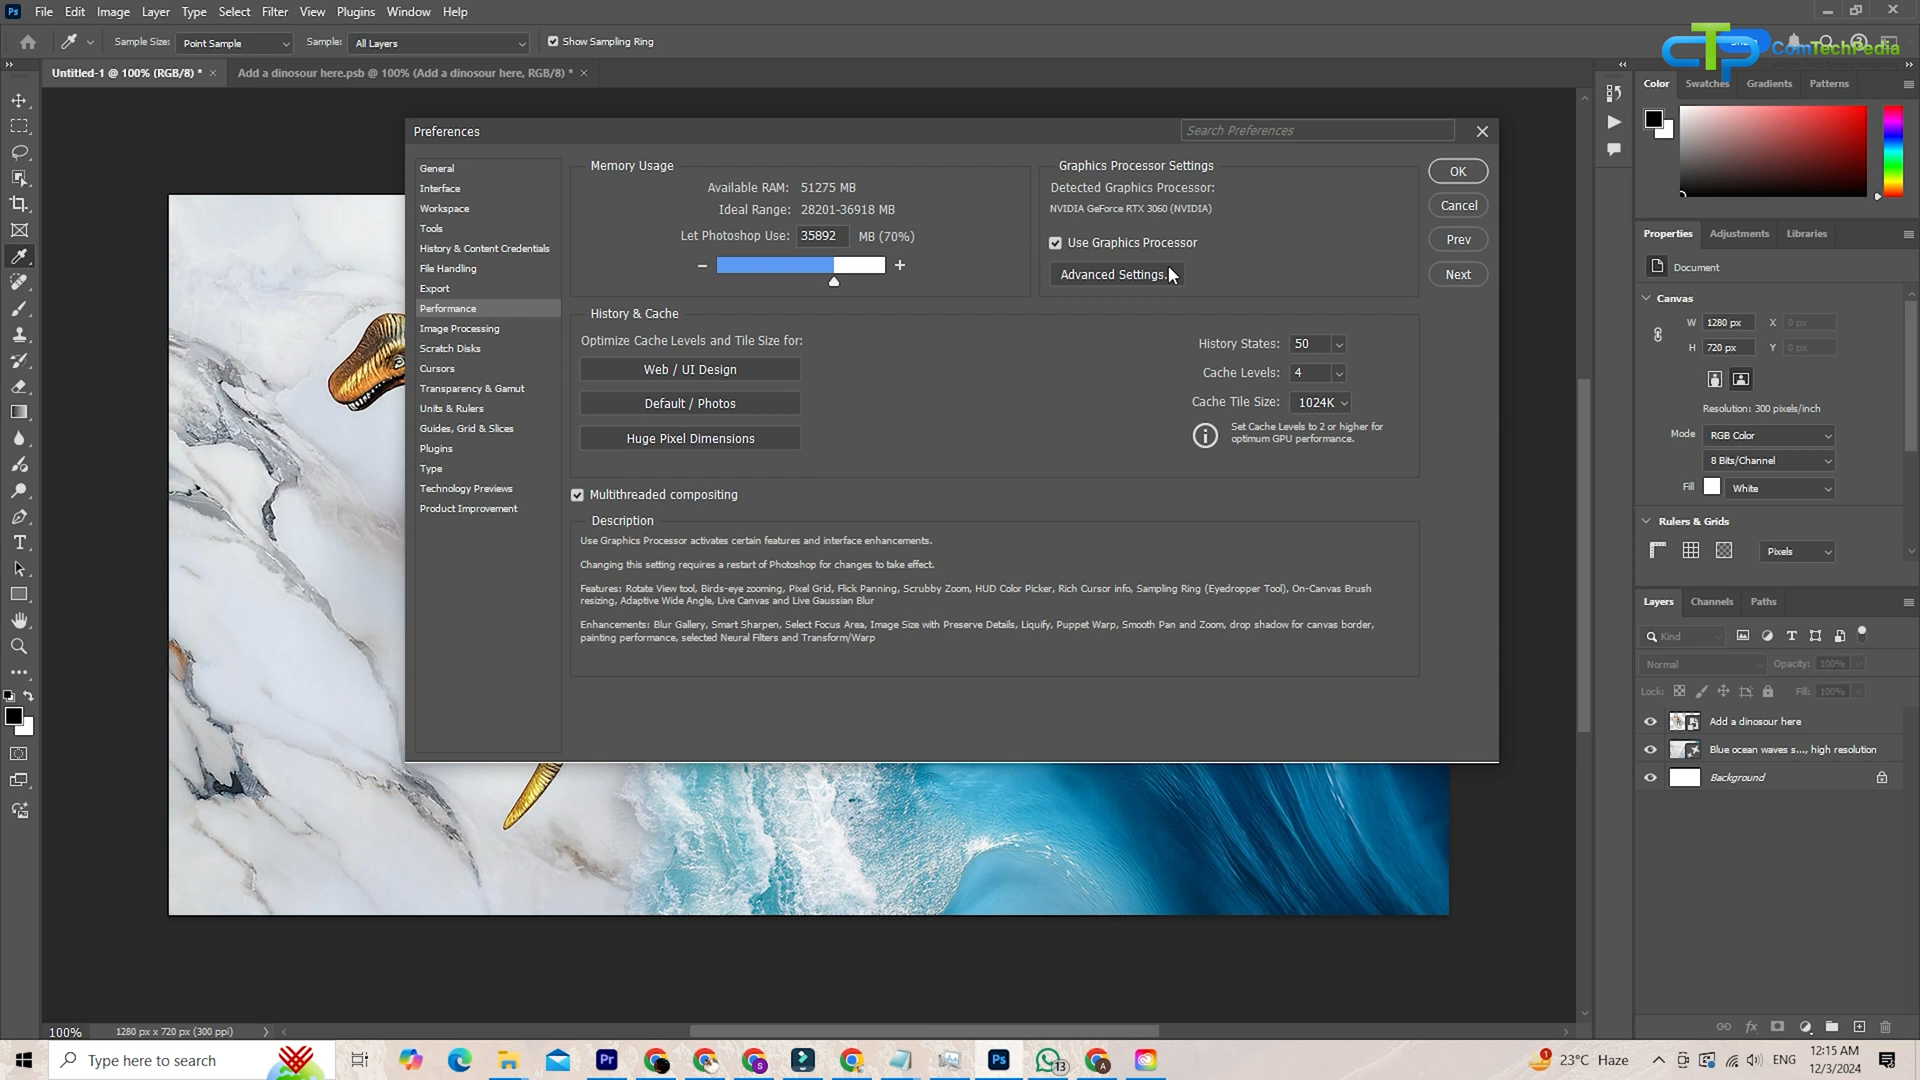 Ps File Edit Image Layer Type Select Filter View Plugins Window Help
Sample Size: Point Sample Sample: All Layers Show Sampling Ring
ComTechPedia
Untitled-1 @ 100% (RGB/8) * × Add a dinosour here.psb @ 100% (Add a dinosour here, RGB/8) * ×
Preferences
Search Preferences
General
Interface
Workspace
Tools
History & Content Credentials
File Handling
Export
Performance
Image Processing
Scratch Disks
Cursors
Transparency & Gamut
Units & Rulers
Guides, Grid & Slices
Plugins
Type
Technology Previews
Product Improvement
Memory Usage
Available RAM: 51275 MB
Ideal Range: 28201-36918 MB
Let Photoshop Use: 35892 MB (70%)
Graphics Processor Settings
Detected Graphics Processor:
NVIDIA GeForce RTX 3060 (NVIDIA)
Use Graphics Processor
Advanced Settings..
OK
Cancel
Prev
Next
History & Cache
Optimize Cache Levels and Tile Size for:
Web / UI Design
Default / Photos
Huge Pixel Dimensions
History States: 50
Cache Levels: 4
Cache Tile Size: 1024K
Set Cache Levels to 2 or higher for
optimum GPU performance.
Multithreaded compositing
Description
Use Graphics Processor activates certain features and interface enhancements.
Changing this setting requires a restart of Photoshop for changes to take effect.
Features: Rotate View tool, Birds-eye zooming, Pixel Grid, Flick Panning, Scrubby Zoom, HUD Color Picker, Rich Cursor info, Sampling Ring (Eyedropper Tool), On-Canvas Brush
resizing, Adaptive Wide Angle, Live Canvas and Live Gaussian Blur
Enhancements: Blur Gallery, Smart Sharpen, Select Focus Area, Image Size with Preserve Details, Liquify, Puppet Warp, Smooth Pan and Zoom, drop shadow for canvas border,
painting performance, selected Neural Filters and Transform/Warp
Color Swatches Gradients Patterns
Properties Adjustments Libraries
Document
Canvas
W 1280 px X 0 px
H 720 px Y 0 px
Resolution: 300 pixels/inch
Mode RGB Color
8 Bits/Channel
Fill White
Rulers & Grids
Pixels
Layers Channels Paths
Kind
Normal Opacity: 100%
Lock: Fill: 100%
Add a dinosour here
Blue ocean waves s..., high resolution
Background
100% 1280 px x 720 px (300 ppi)
Type here to search
Pr
S
Ps
13
A
1
23°C Haze
ENG
12:15 AM
12/3/2024